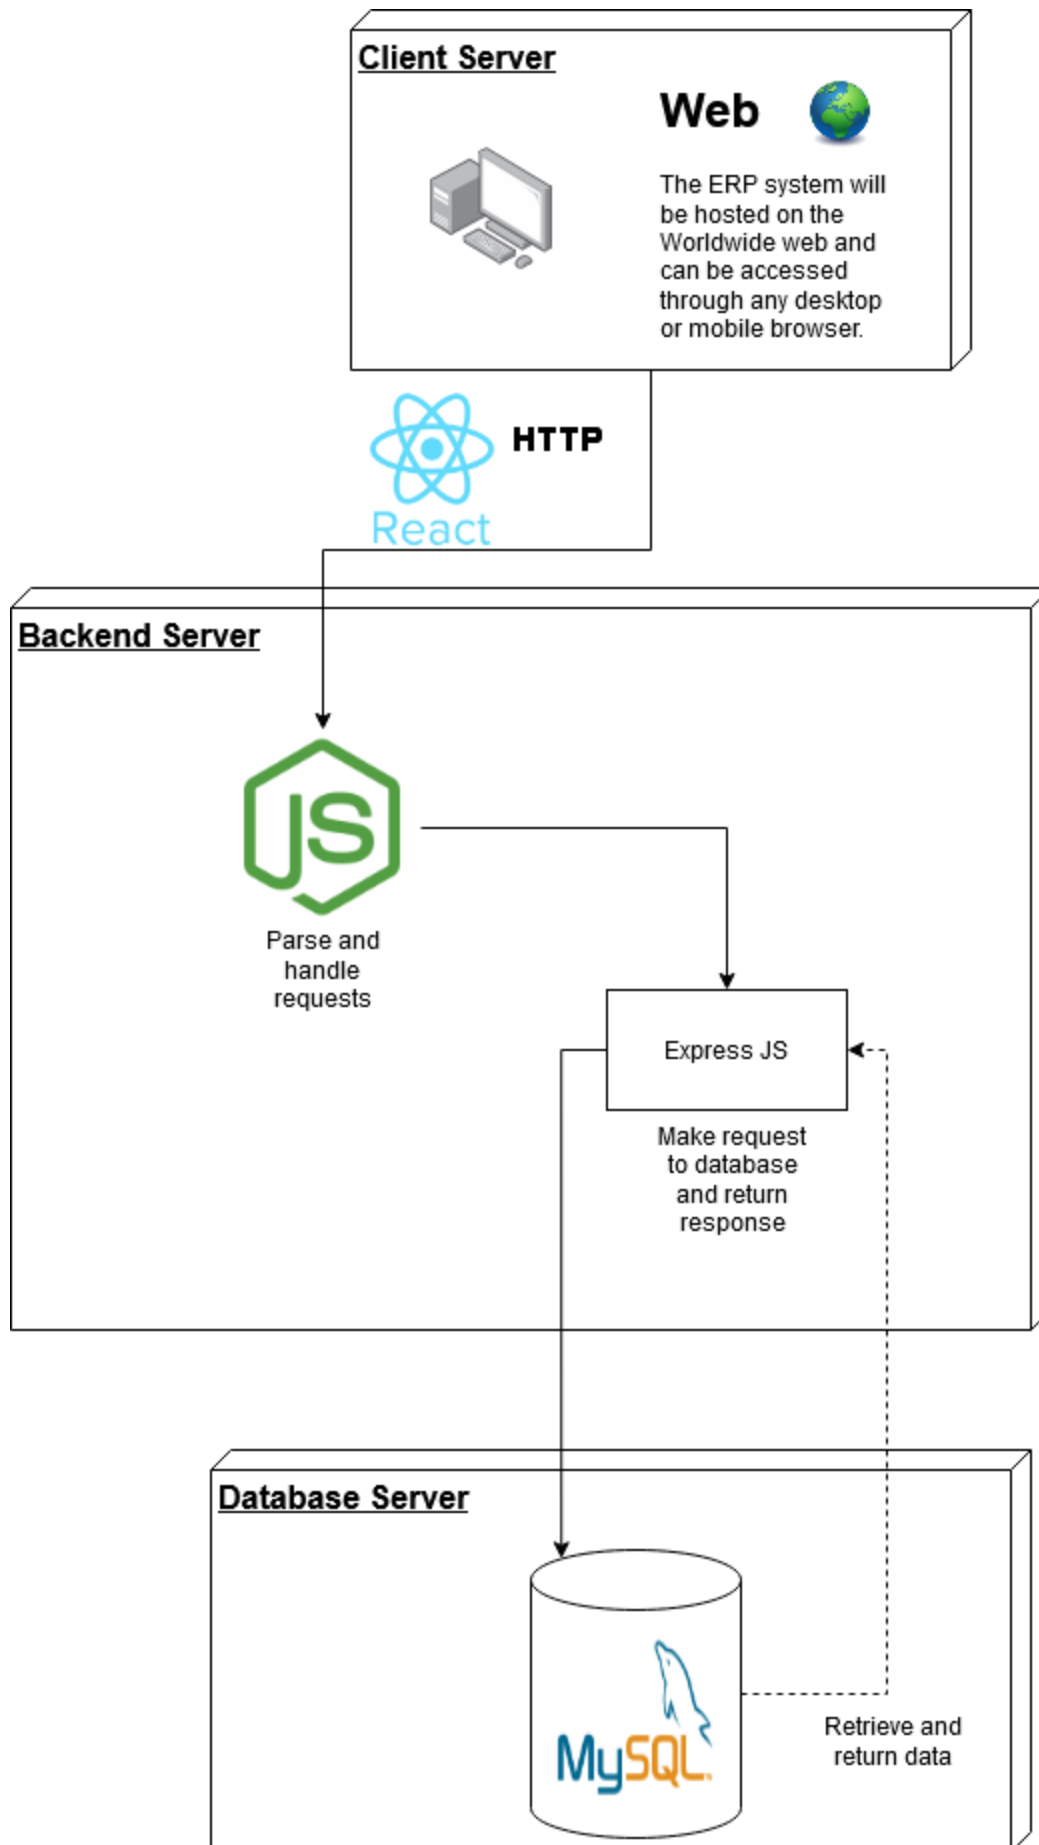 Client Server
Web
The ERP system will
be hosted on the
Worldwide web and
can be accessed
through any desktop
or mobile browser.
HTTP
React
Backend Server
JS
Parse and
handle
requests
Express JS
Make request
to database
and return
response
Database Server
MySQL
Retrieve and
return data